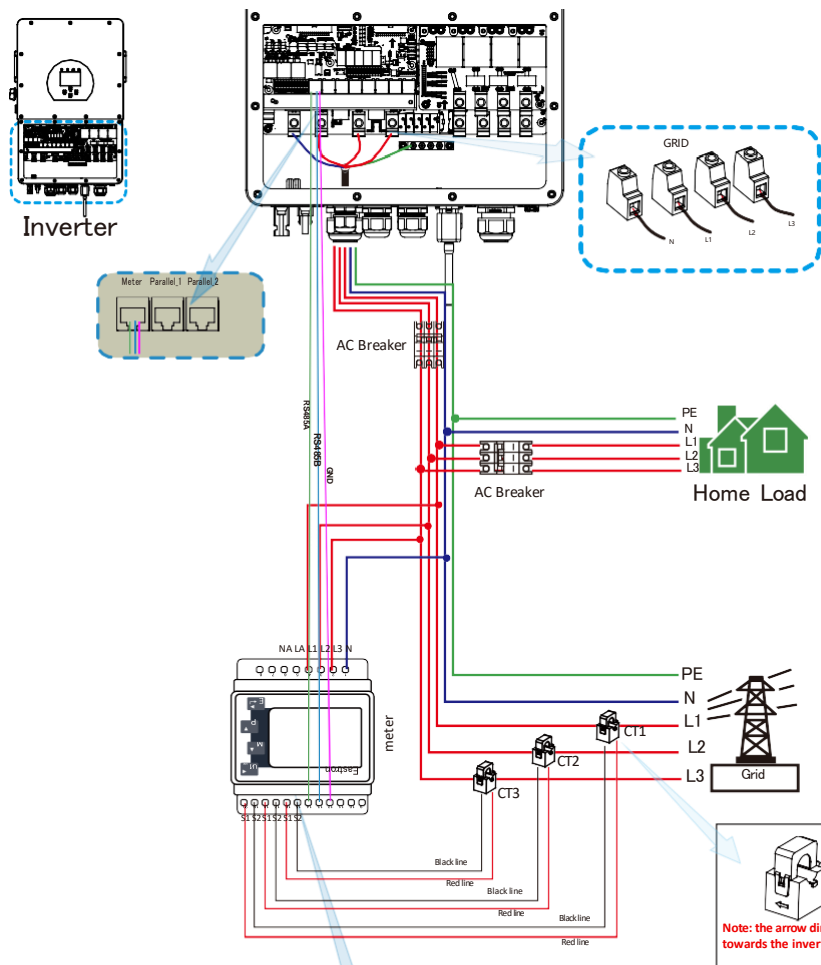 Inverter
GRID
N
L1
L2
L3
Meter Parallel_1 Parallel_2
AC Breaker
RS485A
RS485B
GND
PE
N
L1
L2
L3
AC Breaker
Home Load
NA LA L1 L2 L3 N
meter
Eastron
E
P
M
U/I
S1 S2 S1 S2 S1 S2
PE
N
L1
L2
L3
CT1
CT2
CT3
Grid
Black line
Red line
Black line
Red line
Black line
Red line
Note: the arrow di
towards the inver